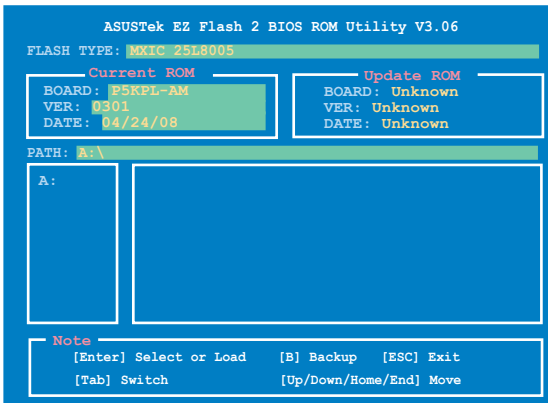 ASUSTek EZ Flash 2 BIOS ROM Utility V3.06
FLASH TYPE: MXIC 25L8005
Current ROM
BOARD: P5KPL-AM
VER: 0301
DATE: 04/24/08
Update ROM
BOARD: Unknown
VER: Unknown
DATE: Unknown
PATH: A:\
A:
Note
[Enter] Select or Load [B] Backup [ESC] Exit
[Tab] Switch [Up/Down/Home/End] Move